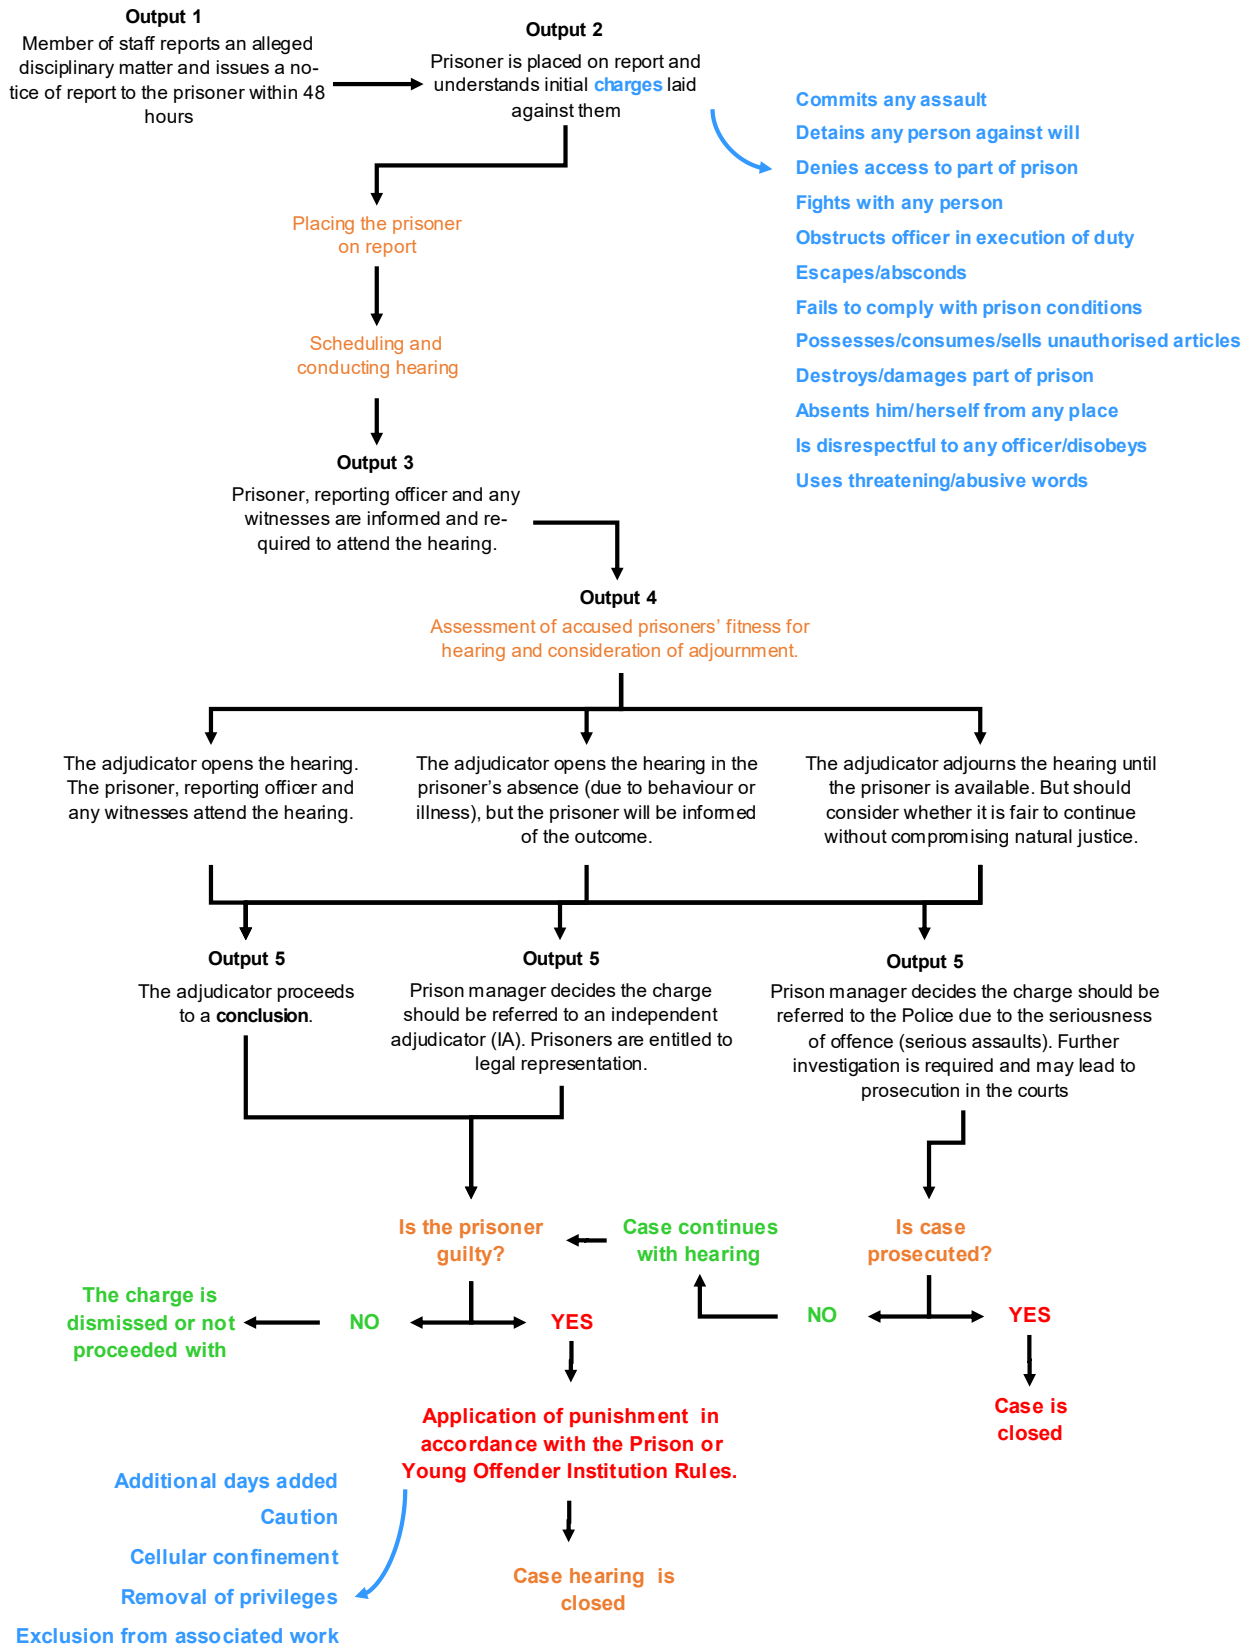 Output 1
Member of staff reports an alleged
disciplinary matter and issues a no-
tice of report to the prisoner within 48
hours
Output 2
Prisoner is placed on report and
understands initial charges laid
against them
Commits any assault
Detains any person against will
Denies access to part of prison
Fights with any person
Obstructs officer in execution of duty
Escapes/absconds
Fails to comply with prison conditions
Possesses/consumes/sells unauthorised articles
Destroys/damages part of prison
Absents him/herself from any place
Is disrespectful to any officer/disobeys
Uses threatening/abusive words
Placing the prisoner
on report
Scheduling and
conducting hearing
Output 3
Prisoner, reporting officer and any
witnesses are informed and re-
quired to attend the hearing.
Output 4
Assessment of accused prisoners’ fitness for
hearing and consideration of adjournment.
The adjudicator opens the hearing.
The prisoner, reporting officer and
any witnesses attend the hearing.
The adjudicator opens the hearing in the
prisoner’s absence (due to behaviour or
illness), but the prisoner will be informed
of the outcome.
The adjudicator adjourns the hearing until
the prisoner is available. But should
consider whether it is fair to continue
without compromising natural justice.
Output 5
The adjudicator proceeds
to a conclusion.
Output 5
Prison manager decides the charge
should be referred to an independent
adjudicator (IA). Prisoners are entitled to
legal representation.
Output 5
Prison manager decides the charge should be
referred to the Police due to the seriousness
of offence (serious assaults). Further
investigation is required and may lead to
prosecution in the courts
Is the prisoner
guilty?
Case continues
with hearing
Is case
prosecuted?
The charge is
dismissed or not
proceeded with
NO
YES
NO
YES
Case is
closed
Application of punishment in
accordance with the Prison or
Young Offender Institution Rules.
Additional days added
Caution
Cellular confinement
Removal of privileges
Exclusion from associated work
Case hearing is
closed